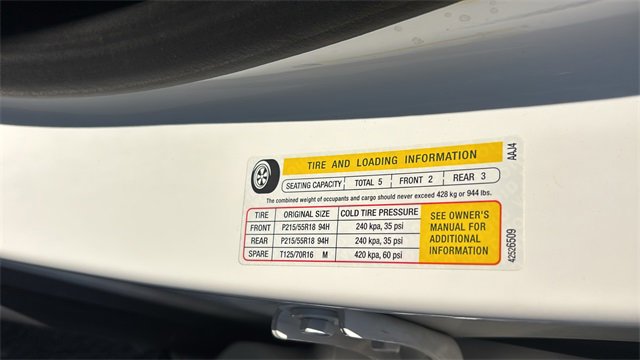 TIRE AND LOADING INFORMATION
SEATING CAPACITY TOTAL 5 FRONT 2 REAR 3
The combined weight of occupants and cargo should never exceed 428 kg or 944 lbs.
TIRE ORIGINAL SIZE COLD TIRE PRESSURE
FRONT P215/55R18 94H 240 kpa, 35 psi
REAR P215/55R18 94H 240 kpa, 35 psi
SPARE T125/70R16 M 420 kpa, 60 psi
SEE OWNER'S
MANUAL FOR
ADDITIONAL
INFORMATION
AAJ4
42526509